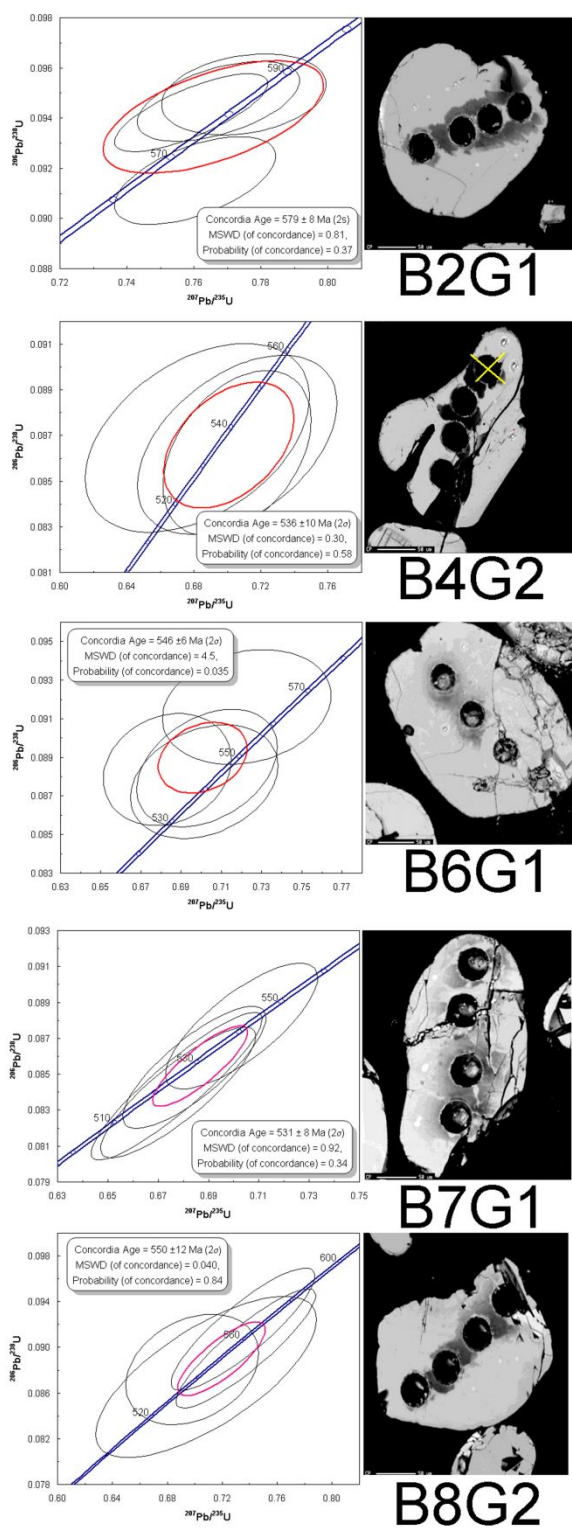 0.098
0.096
0.094
0.092
0.090
0.088
206Pb/238U
590
570
Concordia Age = 579 ± 8 Ma (2s)
MSWD (of concordance) = 0.81,
Probability (of concordance) = 0.37
0.72 0.74 0.76 0.78 0.80
207Pb/235U
50 um
B2G1
0.091
0.089
0.087
0.085
0.083
0.081
206Pb/238U
560
540
520
Concordia Age = 536 ±10 Ma (2σ)
MSWD (of concordance) = 0.30,
Probability (of concordance) = 0.58
0.60 0.64 0.68 0.72 0.76
207Pb/235U
50 um
B4G2
0.095
0.093
0.091
0.089
0.087
0.085
0.083
206Pb/238U
Concordia Age = 546 ±6 Ma (2σ)
MSWD (of concordance) = 4.5,
Probability (of concordance) = 0.035
570
550
530
0.63 0.65 0.67 0.69 0.71 0.73 0.75 0.77
207Pb/235U
50 um
B6G1
0.093
0.091
0.089
0.087
0.085
0.083
0.081
0.079
206Pb/238U
550
530
510
Concordia Age = 531 ± 8 Ma (2σ)
MSWD (of concordance) = 0.92,
Probability (of concordance) = 0.34
0.63 0.65 0.67 0.69 0.71 0.73 0.75
207Pb/235U
50 um
B7G1
0.098
0.094
0.090
0.086
0.082
0.078
206Pb/238U
Concordia Age = 550 ±12 Ma (2σ)
MSWD (of concordance) = 0.040,
Probability (of concordance) = 0.84
600
560
520
0.60 0.64 0.68 0.72 0.76 0.80
207Pb/235U
50 um
B8G2